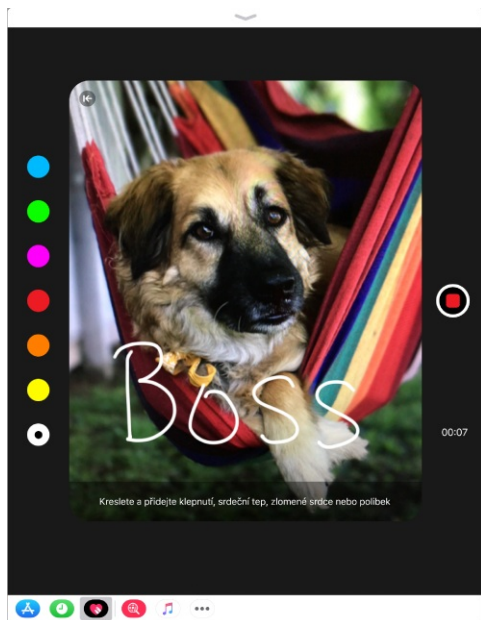 Boss
00:07
Kreslete a přidejte klepnutí, srdeční tep, zlomené srdce nebo polibek